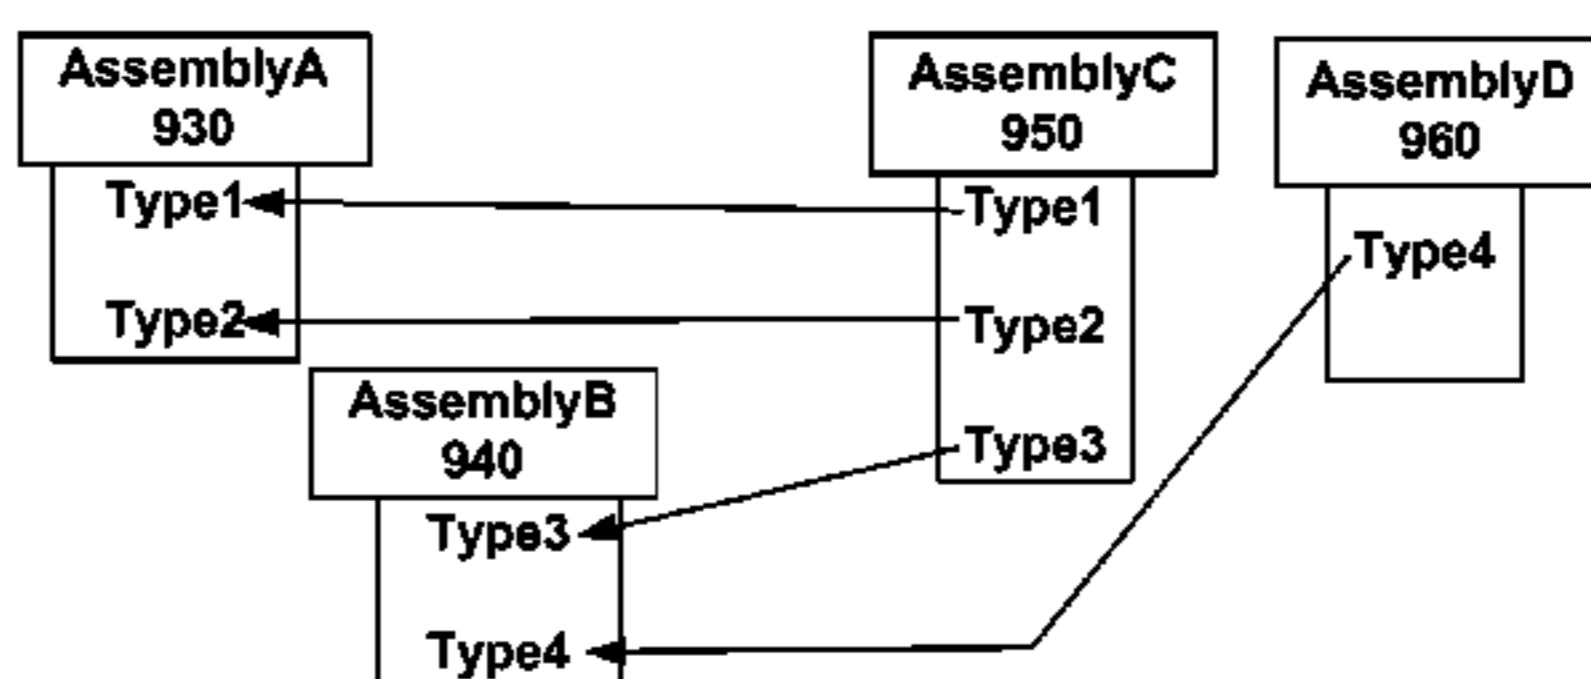 AssemblyA
930
Type1
Type2
AssemblyB
940
Type3
Type4
AssemblyC
950
Type1
Type2
Type3
AssemblyD
960
Type4